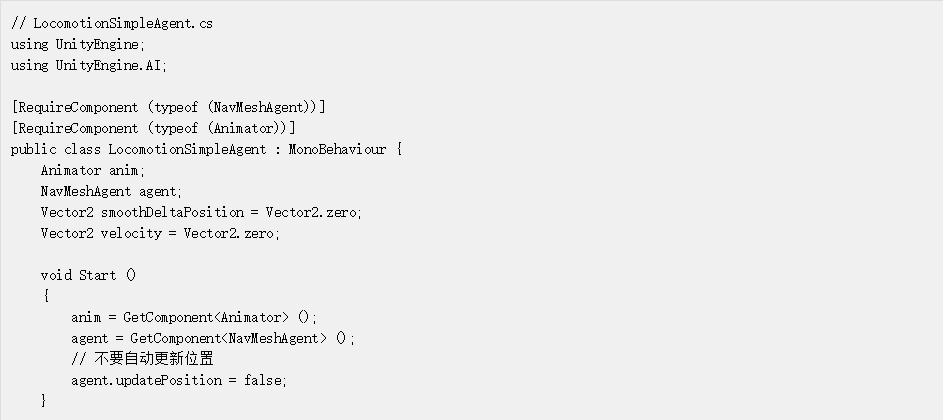 // LocomotionSimpleAgent.cs
using UnityEngine;
using UnityEngine.AI;
[RequireComponent (typeof (NavMeshAgent))]
[RequireComponent (typeof (Animator))]
public class LocomotionSimpleAgent : MonoBehaviour {
    Animator anim;
    NavMeshAgent agent;
    Vector2 smoothDeltaPosition = Vector2.zero;
    Vector2 velocity = Vector2.zero;
    void Start ()
    {
        anim = GetComponent<Animator> ();
        agent = GetComponent<NavMeshAgent> ();
        // 不要自动更新位置
        agent.updatePosition = false;
    }